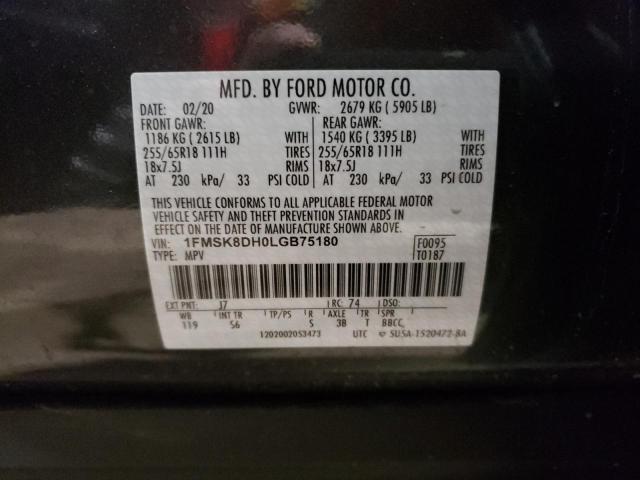 MFD. BY FORD MOTOR CO.
DATE: 02/20 GVWR: 2679 KG ( 5905 LB)
FRONT GAWR: REAR GAWR:
1186 KG ( 2615 LB) WITH 1540 KG ( 3395 LB) WITH
255/65R18 111H TIRES 255/65R18 111H TIRES
18x7.5J RIMS 18x7.5J RIMS
AT 230 kPa/ 33 PSI COLD AT 230 kPa/ 33 PSI COLD
THIS VEHICLE CONFORMS TO ALL APPLICABLE FEDERAL MOTOR
VEHICLE SAFETY AND THEFT PREVENTION STANDARDS IN
EFFECT ON THE DATE OF MANUFACTURE SHOWN ABOVE.
VIN: 1FMSK8DH0LGB75180 F0095
TYPE: MPV T0187
EXT PNT: J7 RC: 74 DSO:
WB INT TR TP/PS R AXLE TR SPR
119 S6 S 3B T BBCC
1202002053473 UTC SU5A-1520472-BA